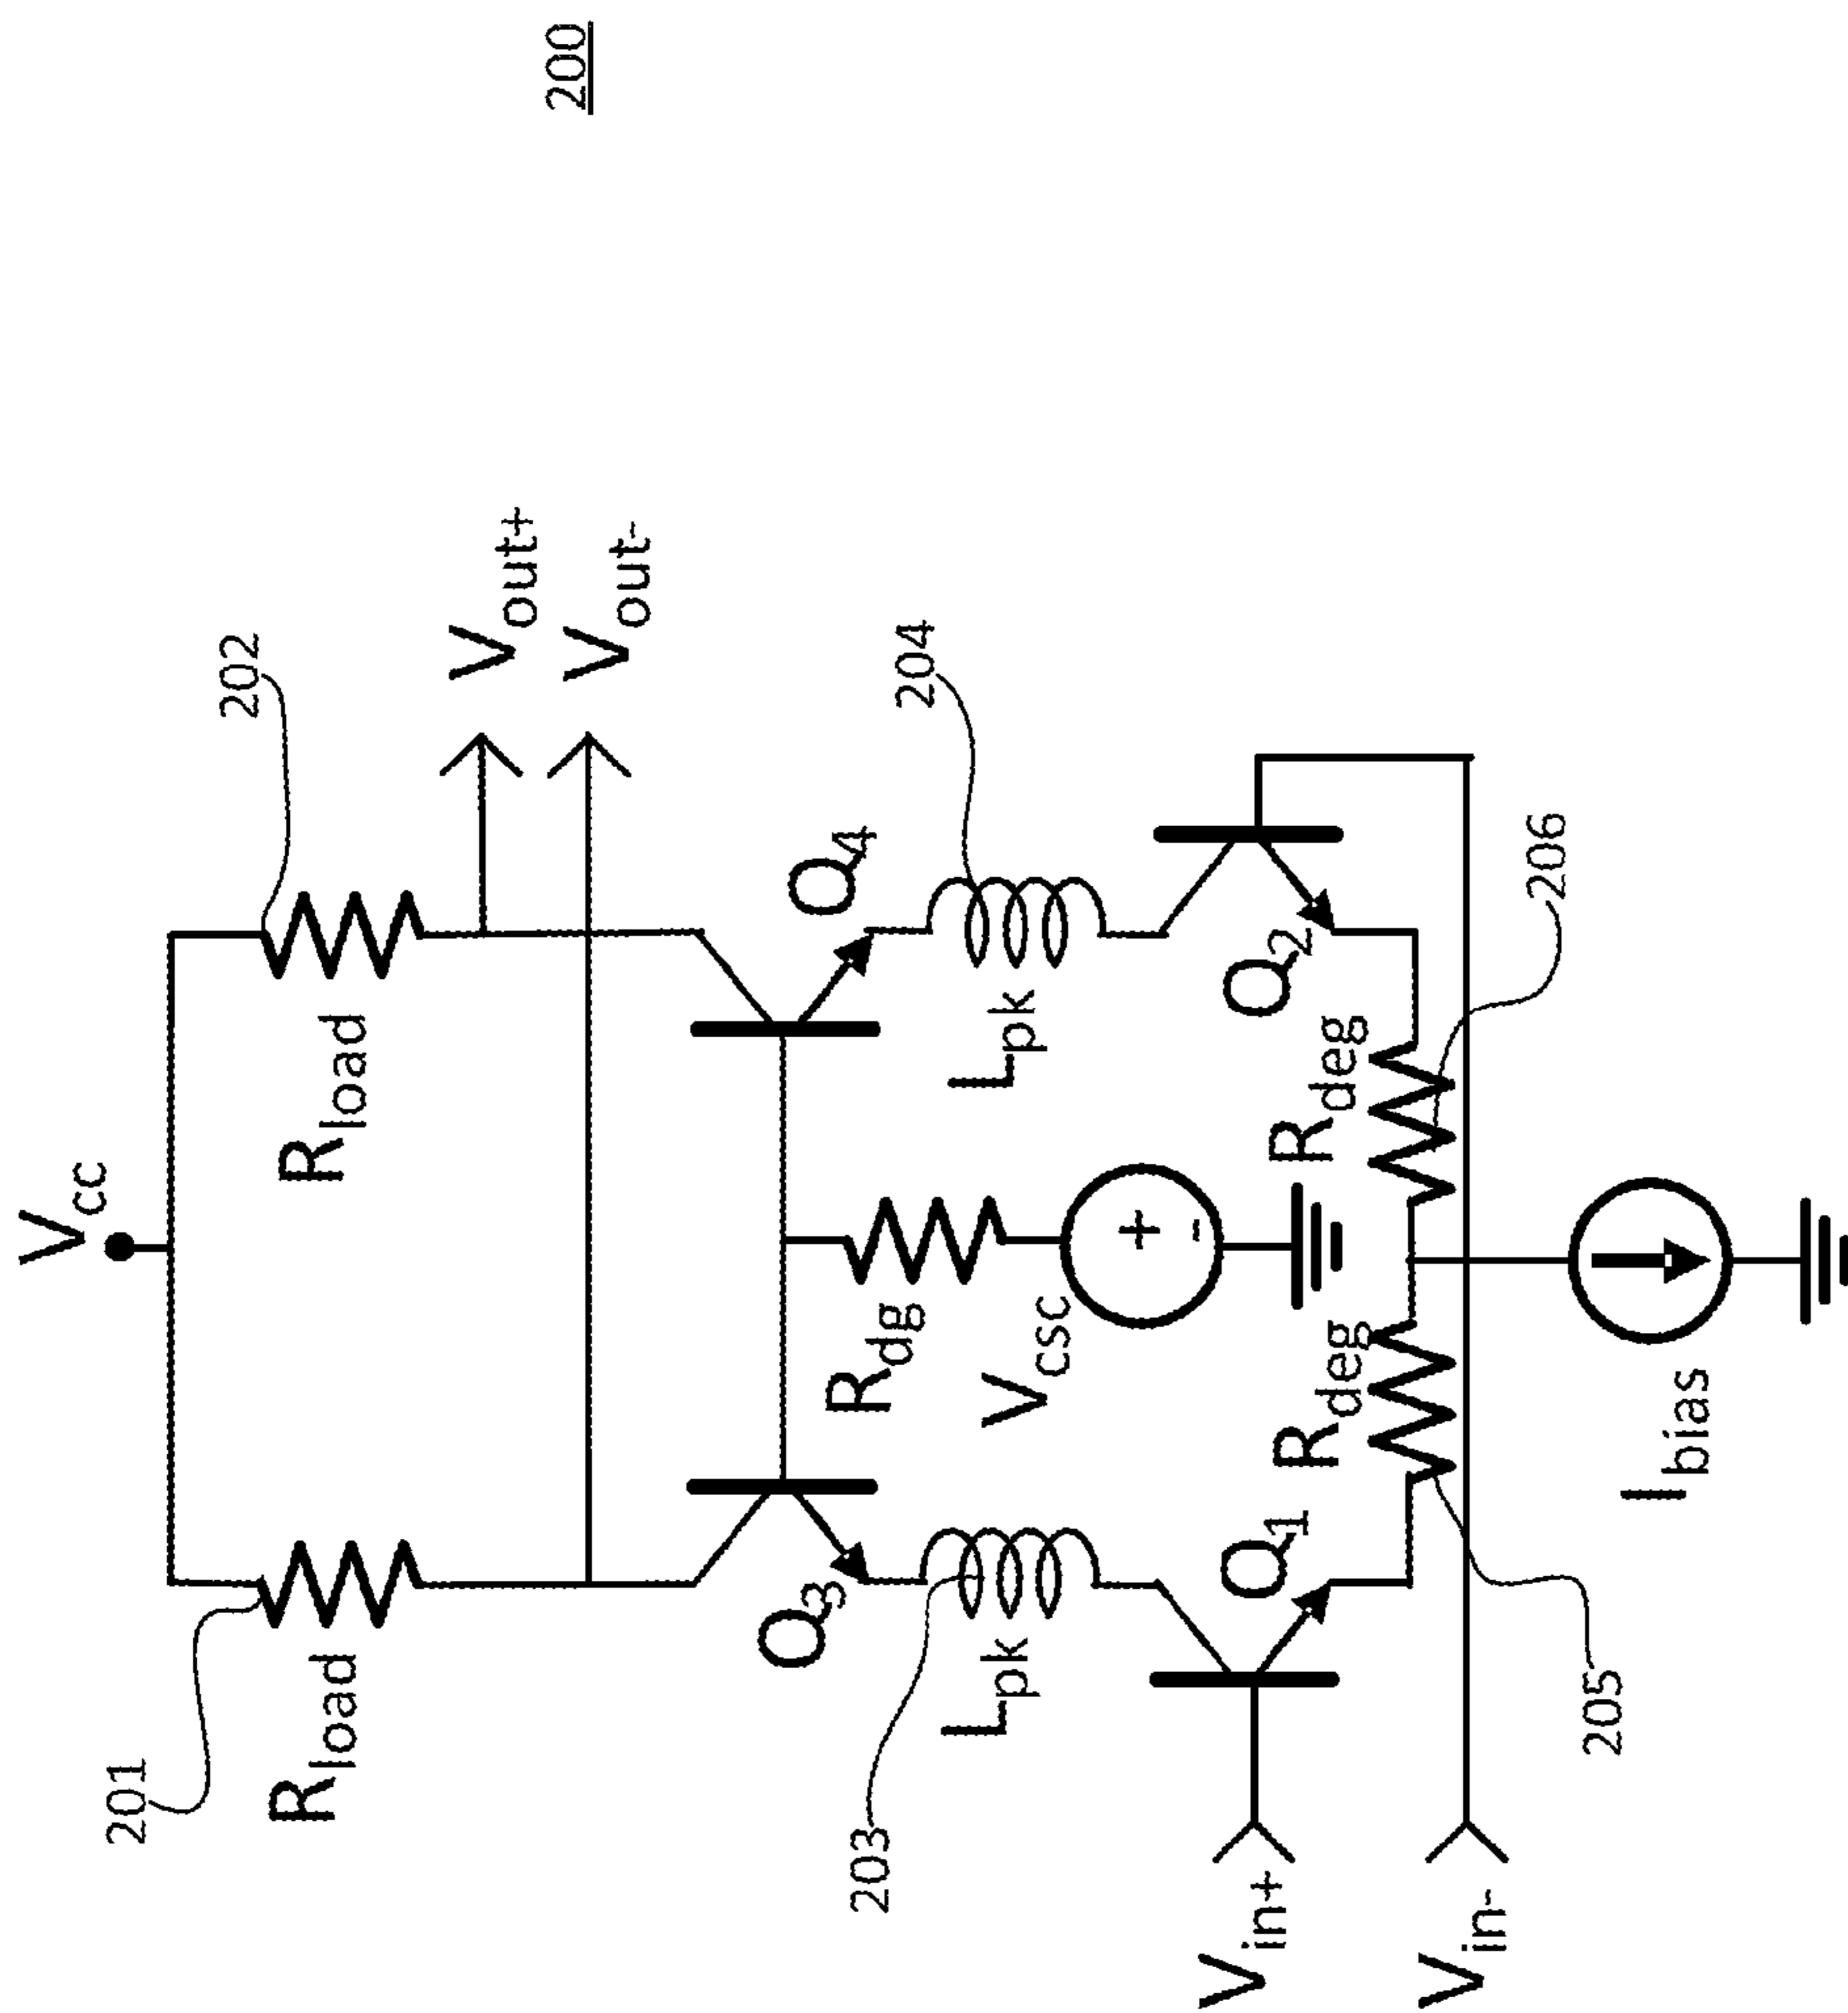 200
Vcc
201
Rload
Rload
202
Vout+
Vout-
Q3
Q4
203
Lpk
Rdg
Lpk
204
Vcsc
+
-
Vin+
Q1
Rdeg
Rdeg
Q2
Vin-
205
206
Ibias